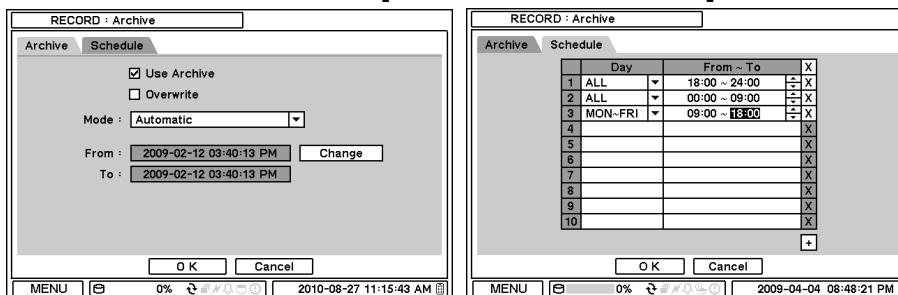 RECORD : Archive
Archive Schedule
Use Archive
Overwrite
Mode : Automatic
From : 2009-02-12 03:40:13 PM Change
To : 2009-02-12 03:40:13 PM
OK Cancel
MENU 0% 2010-08-27 11:15:43 AM
RECORD : Archive
Archive Schedule
Day From ~ To X
1 ALL 18:00 ~ 24:00 X
2 ALL 00:00 ~ 09:00 X
3 MON~FRI 09:00 ~ 18:00 X
4 X
5 X
6 X
7 X
8 X
9 X
10 X
+
OK Cancel
MENU 0% 2009-04-04 08:48:21 PM